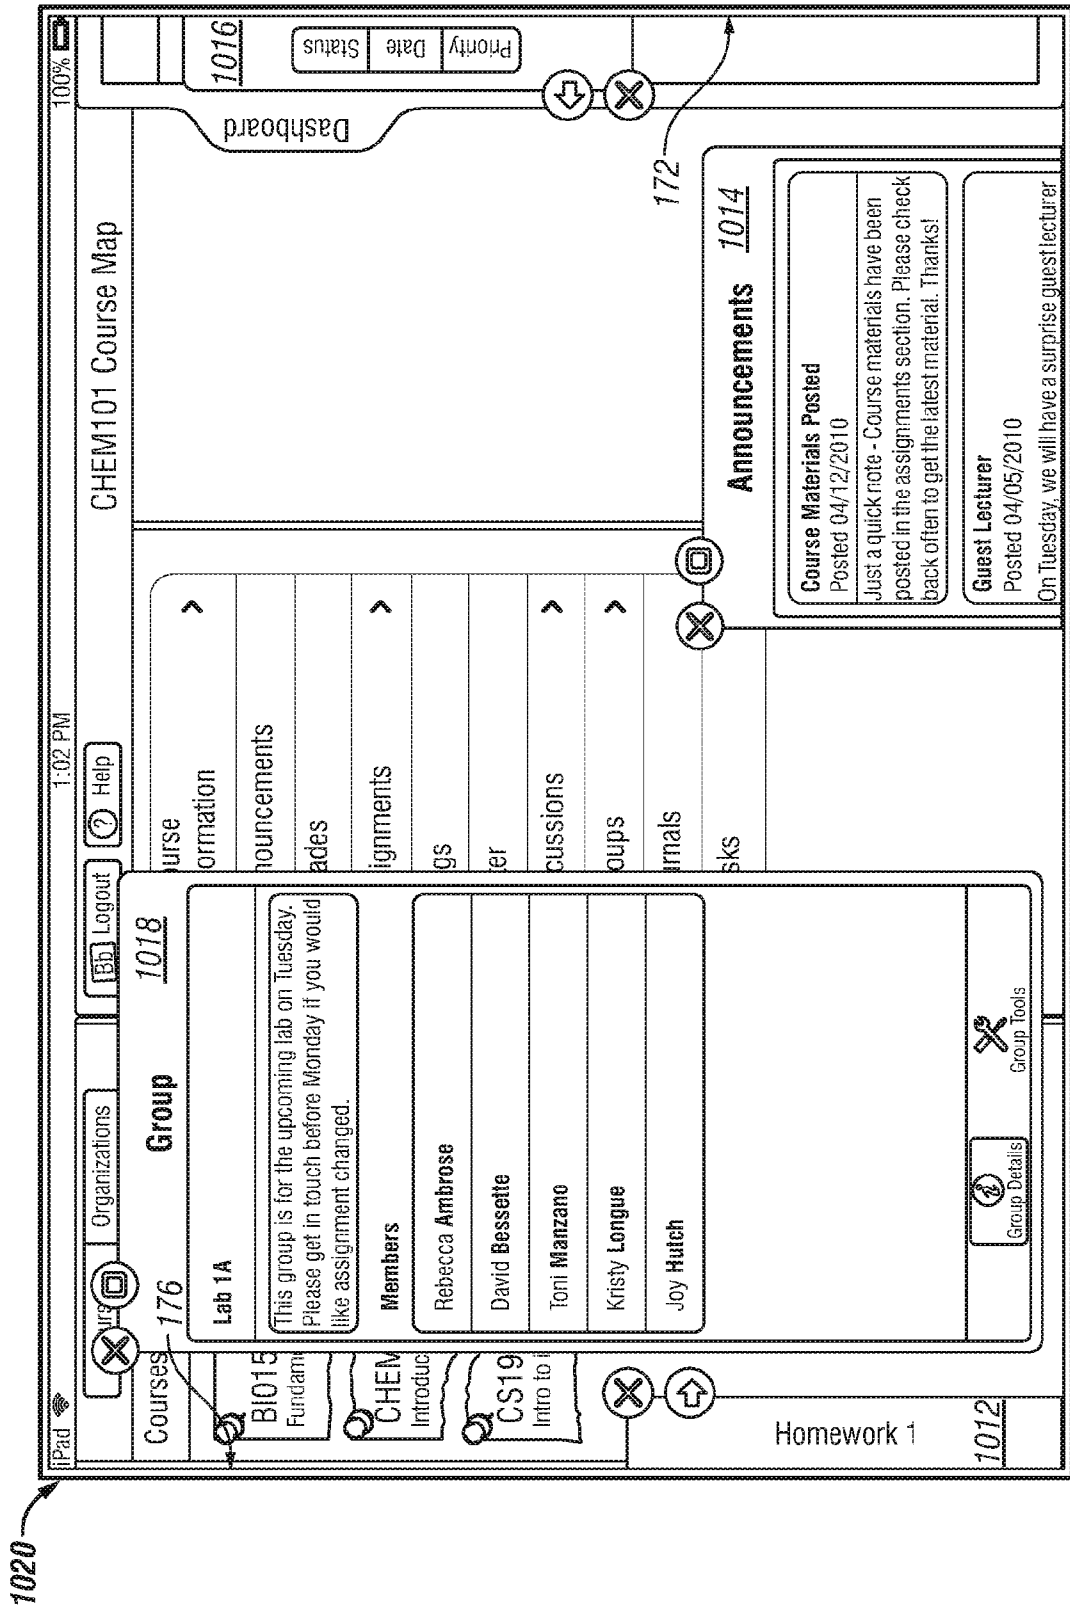 1020
iPad
1:02 PM
100%
Organizations
Bb Logout
? Help
CHEM101 Course Map
Courses
176
BIO15
Fundam
CHEM
Introduc
CS19
Intro to i
Homework 1
1012
Group
1018
Lab 1A
This group is for the upcoming lab on Tuesday.
Please get in touch before Monday if you would
like assignment changed.
Members
Rebecca Ambrose
David Bessette
Toni Manzano
Kristy Longue
Joy Hutch
i
Group Details
Group Tools
ourse
ormation
nouncements
ades
ignments
gs
ter
cussions
oups
urnals
sks
Dashboard
1016
Status
Date
Priority
172
Announcements
1014
Course Materials Posted
Posted 04/12/2010
Just a quick note - Course materials have been
posted in the assignments section. Please check
back often to get the latest material. Thanks!
Guest Lecturer
Posted 04/05/2010
On Tuesday, we will have a surprise guest lecturer